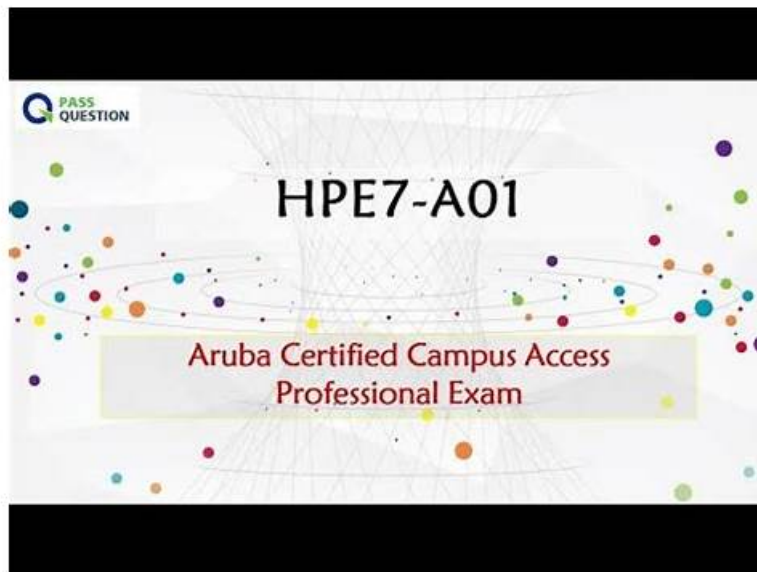 PASS
QUESTION
HPE7-A01
Aruba Certified Campus Access
Professional Exam